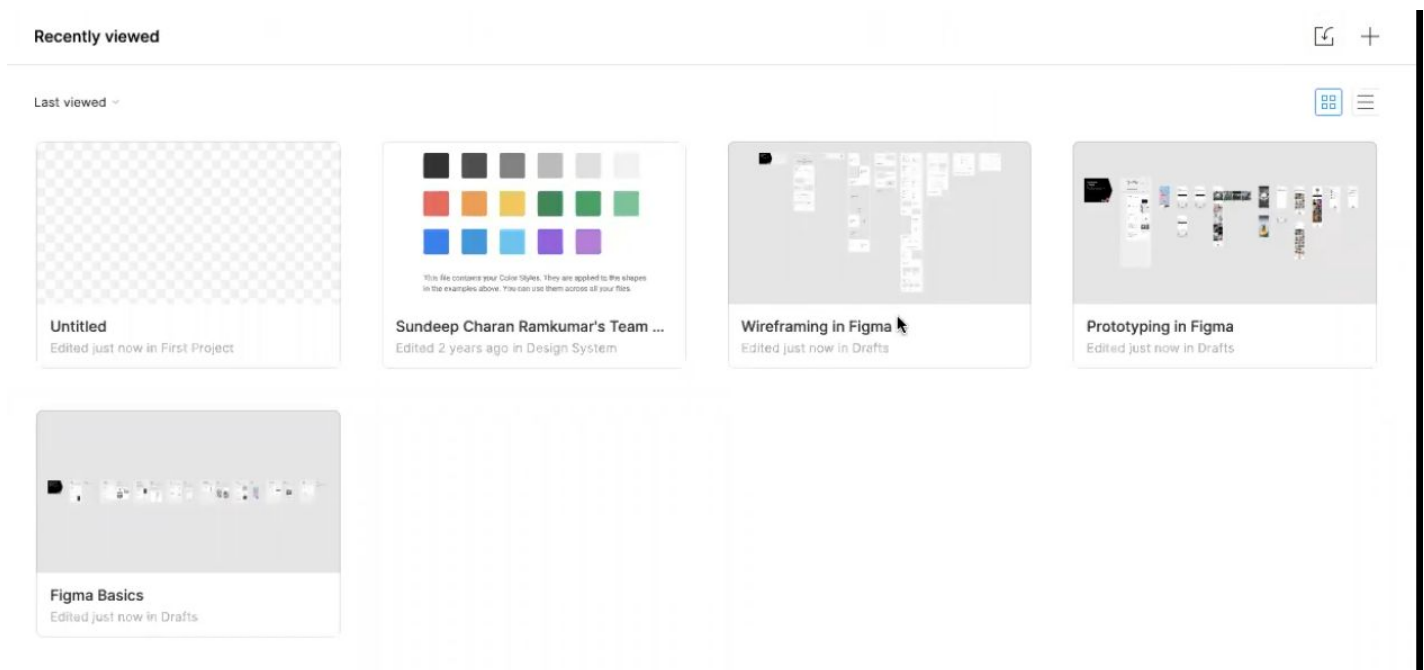 Recently viewed
Last viewed
This file contains your Color Styles. They are applied to the shapes
in the examples above. You can use them across all your files.
Untitled
Edited just now in First Project
Sundeep Charan Ramkumar's Team ...
Edited 2 years ago in Design System
Wireframing in Figma
Edited just now in Drafts
Prototyping in Figma
Edited just now in Drafts
Figma Basics
Edited just now in Drafts